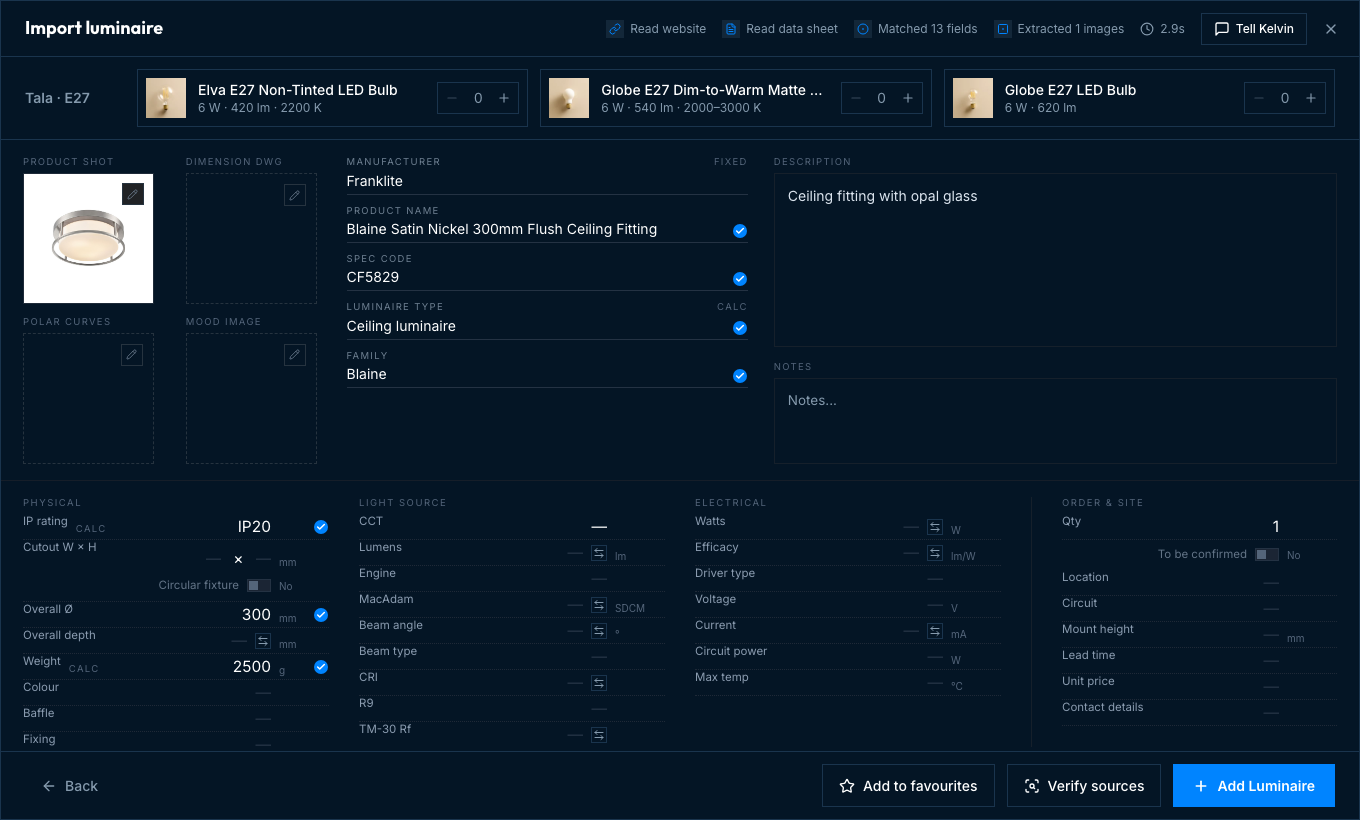 Import luminaire
Read website
Read data sheet
Matched 13 fields
Extracted 1 images
2.9s
Tell Kelvin
Tala · E27
Elva E27 Non-Tinted LED Bulb
6 W · 420 lm · 2200 K
0
Globe E27 Dim-to-Warm Matte ...
6 W · 540 lm · 2000–3000 K
0
Globe E27 LED Bulb
6 W · 620 lm
0
PRODUCT SHOT
DIMENSION DWG
POLAR CURVES
MOOD IMAGE
MANUFACTURER FIXED
Franklite
PRODUCT NAME
Blaine Satin Nickel 300mm Flush Ceiling Fitting
SPEC CODE
CF5829
LUMINAIRE TYPE CALC
Ceiling luminaire
FAMILY
Blaine
DESCRIPTION
Ceiling fitting with opal glass
NOTES
Notes...
PHYSICAL
IP rating CALC IP20
Cutout W × H — × — mm
Circular fixture No
Overall Ø 300 mm
Overall depth — mm
Weight CALC 2500 g
Colour —
Baffle —
Fixing —
LIGHT SOURCE
CCT —
Lumens — lm
Engine —
MacAdam — SDCM
Beam angle — °
Beam type —
CRI —
R9 —
TM-30 Rf —
ELECTRICAL
Watts — W
Efficacy — lm/W
Driver type —
Voltage — V
Current — mA
Circuit power — W
Max temp — °C
ORDER & SITE
Qty 1
To be confirmed No
Location —
Circuit —
Mount height — mm
Lead time —
Unit price —
Contact details —
Back
Add to favourites
Verify sources
Add Luminaire